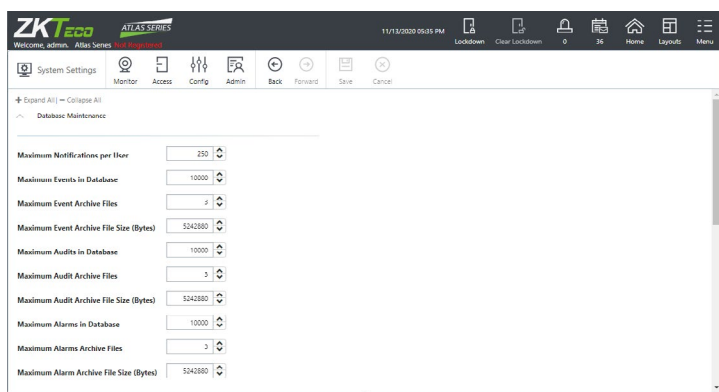 ZKTeco ATLAS SERIES
Welcome, admin. Atlas Series Not Registered
11/13/2020 05:35 PM
Lockdown
Clear Lockdown
0
36
Home
Layouts
Menu
System Settings
Monitor
Access
Config
Admin
Back
Forward
Save
Cancel
Expand All | Collapse All
Database Maintenance
Maximum Notifications per User 250
Maximum Events in Database 10000
Maximum Event Archive Files 3
Maximum Event Archive File Size (Bytes) 5242880
Maximum Audits in Database 10000
Maximum Audit Archive Files 3
Maximum Audit Archive File Size (Bytes) 5242880
Maximum Alarms in Database 10000
Maximum Alarms Archive Files 3
Maximum Alarm Archive File Size (Bytes) 5242880